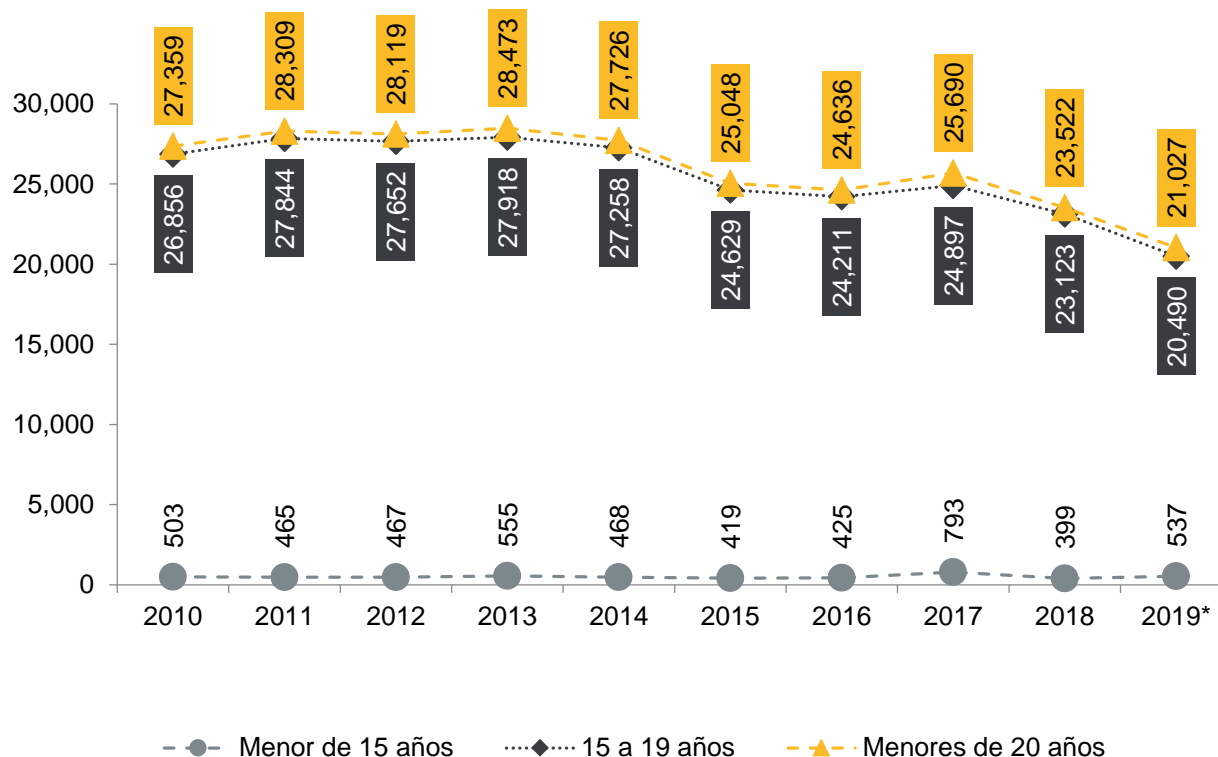 27,359 28,309 28,119 28,473 27,726 25,048 24,636 25,690 23,522 21,027
30,000
25,000
26,856 27,844 27,652 27,918 27,258 24,629 24,211 24,897 23,123 20,490
20,000
15,000
10,000
5,000
503 465 467 555 468 419 425 793 399 537
0
2010 2011 2012 2013 2014 2015 2016 2017 2018 2019*
Menor de 15 años 15 a 19 años Menores de 20 años